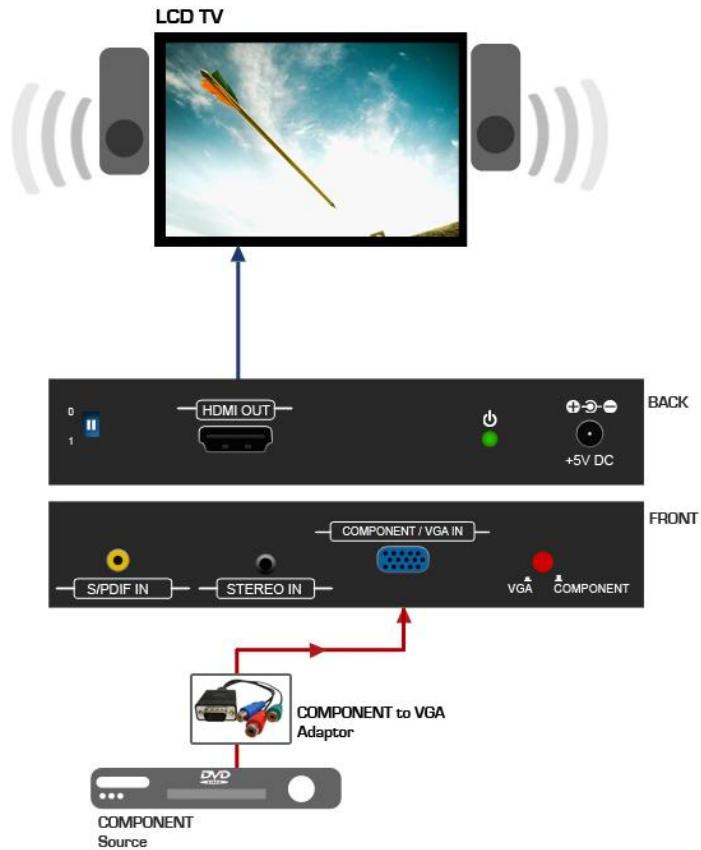 LCD TV
BACK
0
1
HDMI OUT
+5V DC
FRONT
COMPONENT / VGA IN
S/PDIF IN
STEREO IN
VGA
COMPONENT
COMPONENT to VGA
Adaptor
DVD
VIDEO
COMPONENT
Source